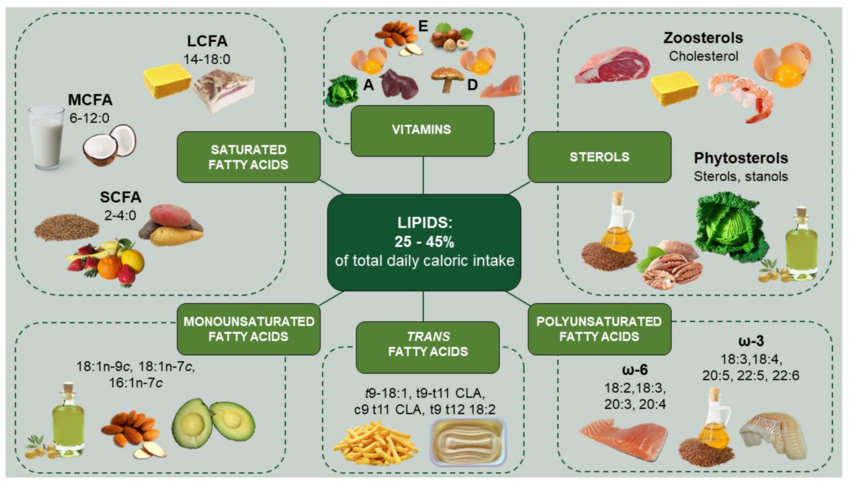 LCFA
14-18:0
MCFA
6-12:0
SCFA
2-4:0
SATURATED
FATTY ACIDS
E
A
D
VITAMINS
Zoosterols
Cholesterol
STEROLS
Phytosterols
Sterols, stanols
LIPIDS:
25 - 45%
of total daily caloric intake
MONOUNSATURATED
FATTY ACIDS
18:1n-9c, 18:1n-7c,
16:1n-7c
TRANS
FATTY ACIDS
t9-18:1, t9-t11 CLA,
c9 t11 CLA, t9 t12 18:2
POLYUNSATURATED
FATTY ACIDS
ω-6
18:2,18:3,
20:3, 20:4
ω-3
18:3,18:4,
20:5, 22:5, 22:6